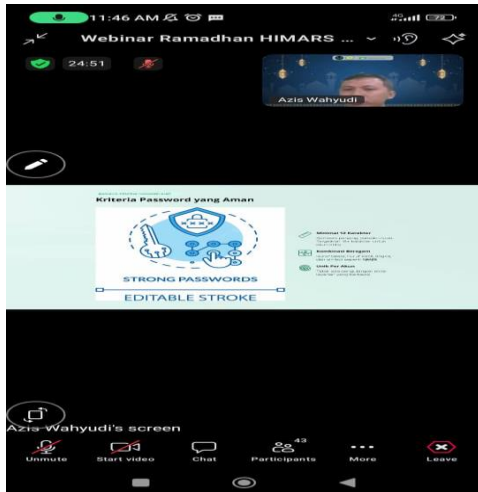 11:46 AM
72
Webinar Ramadhan HIMARS ...
24:51
Azis Wahyudi
Kriteria Password yang Aman
STRONG PASSWORDS
EDITABLE STROKE
Minimal 12 Karakter
Kombinasi Beragam
Unik Per Akun
Azis Wahyudi's screen
43
Unmute
Start video
Chat
Participants
More
Leave